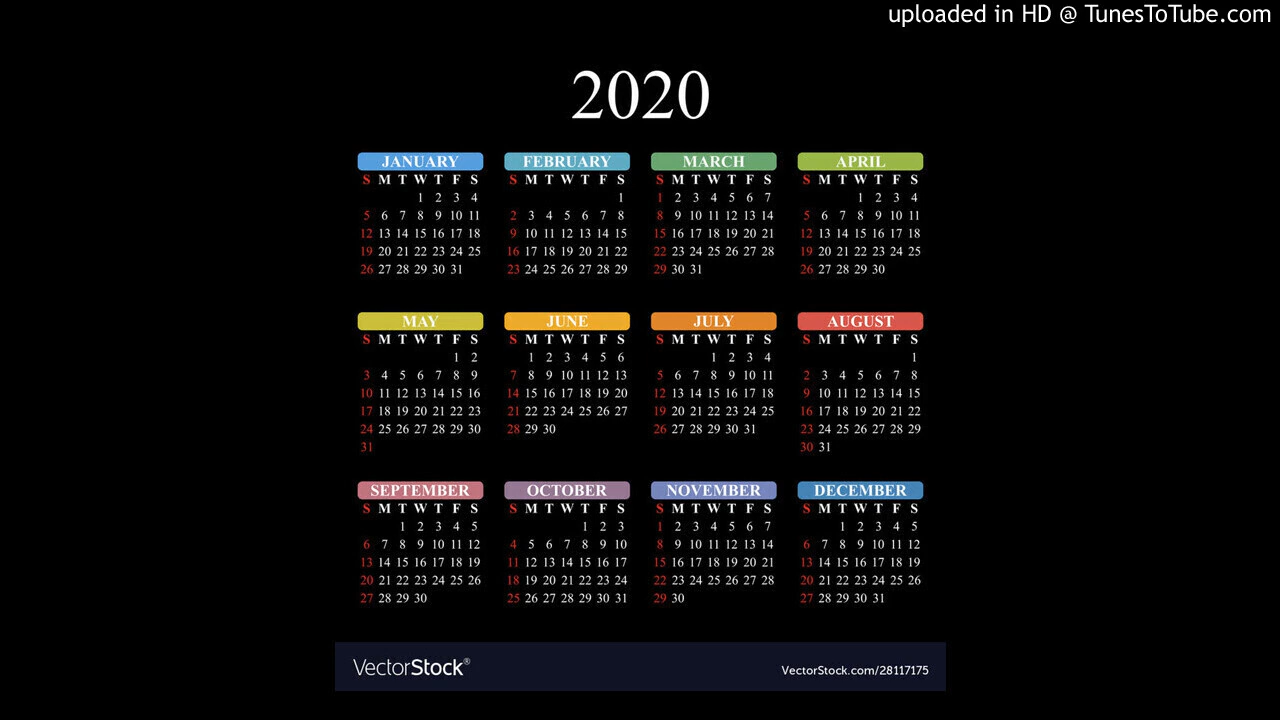 uploaded in HD @ TunesToTube.com
2020
JANUARY FEBRUARY MARCH APRIL
S M T W T F S S M T W T F S S M T W T F S S M T W T F S
1 2 3 4 1 1 2 3 4 5 6 7 1 2 3 4
5 6 7 8 9 10 11 2 3 4 5 6 7 8 8 9 10 11 12 13 14 5 6 7 8 9 10 11
12 13 14 15 16 17 18 9 10 11 12 13 14 15 15 16 17 18 19 20 21 12 13 14 15 16 17 18
19 20 21 22 23 24 25 16 17 18 19 20 21 22 22 23 24 25 26 27 28 19 20 21 22 23 24 25
26 27 28 29 30 31 23 24 25 26 27 28 29 29 30 31 26 27 28 29 30
MAY JUNE JULY AUGUST
S M T W T F S S M T W T F S S M T W T F S S M T W T F S
1 2 1 2 3 4 5 6 1 2 3 4 1
3 4 5 6 7 8 9 7 8 9 10 11 12 13 5 6 7 8 9 10 11 2 3 4 5 6 7 8
10 11 12 13 14 15 16 14 15 16 17 18 19 20 12 13 14 15 16 17 18 9 10 11 12 13 14 15
17 18 19 20 21 22 23 21 22 23 24 25 26 27 19 20 21 22 23 24 25 16 17 18 19 20 21 22
24 25 26 27 28 29 30 28 29 30 26 27 28 29 30 31 23 24 25 26 27 28 29
31 30 31
SEPTEMBER OCTOBER NOVEMBER DECEMBER
S M T W T F S S M T W T F S S M T W T F S S M T W T F S
1 2 3 4 5 1 2 3 1 2 3 4 5 6 7 1 2 3 4 5
6 7 8 9 10 11 12 4 5 6 7 8 9 10 8 9 10 11 12 13 14 6 7 8 9 10 11 12
13 14 15 16 17 18 19 11 12 13 14 15 16 17 15 16 17 18 19 20 21 13 14 15 16 17 18 19
20 21 22 23 24 25 26 18 19 20 21 22 23 24 22 23 24 25 26 27 28 20 21 22 23 24 25 26
27 28 29 30 25 26 27 28 29 30 31 29 30 27 28 29 30 31
VectorStock® VectorStock.com/28117175